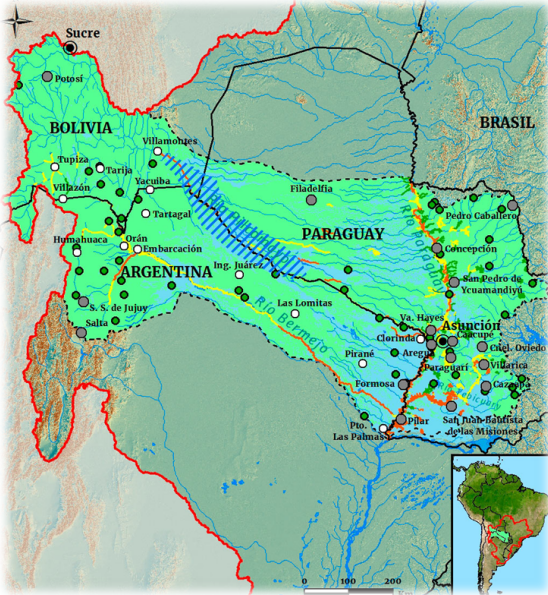 Sucre
Potosí
BOLIVIA
BRASIL
Villamontes
Tupiza
Tarija
Yacuiba
Villazón
Filadelfia
Tartagal
Pedro Caballero
PARAGUAY
Humahuaca
Orán
Embarcación
Concepción
ARGENTINA
Ing. Juárez
San Pedro de
Ycuamandiyú
S. S. de Jujuy
Las Lomitas
Río Bermejo
Salta
Va. Hayes
Asunción
Clorinda
Caacupé
Cnel. Oviedo
Areguá
Pirané
Paraguarí
Villarica
Formosa
Cazapá
Pilar
San Juan Bautista
de las Misiones
Pto.
Las Palmas
0 100 200